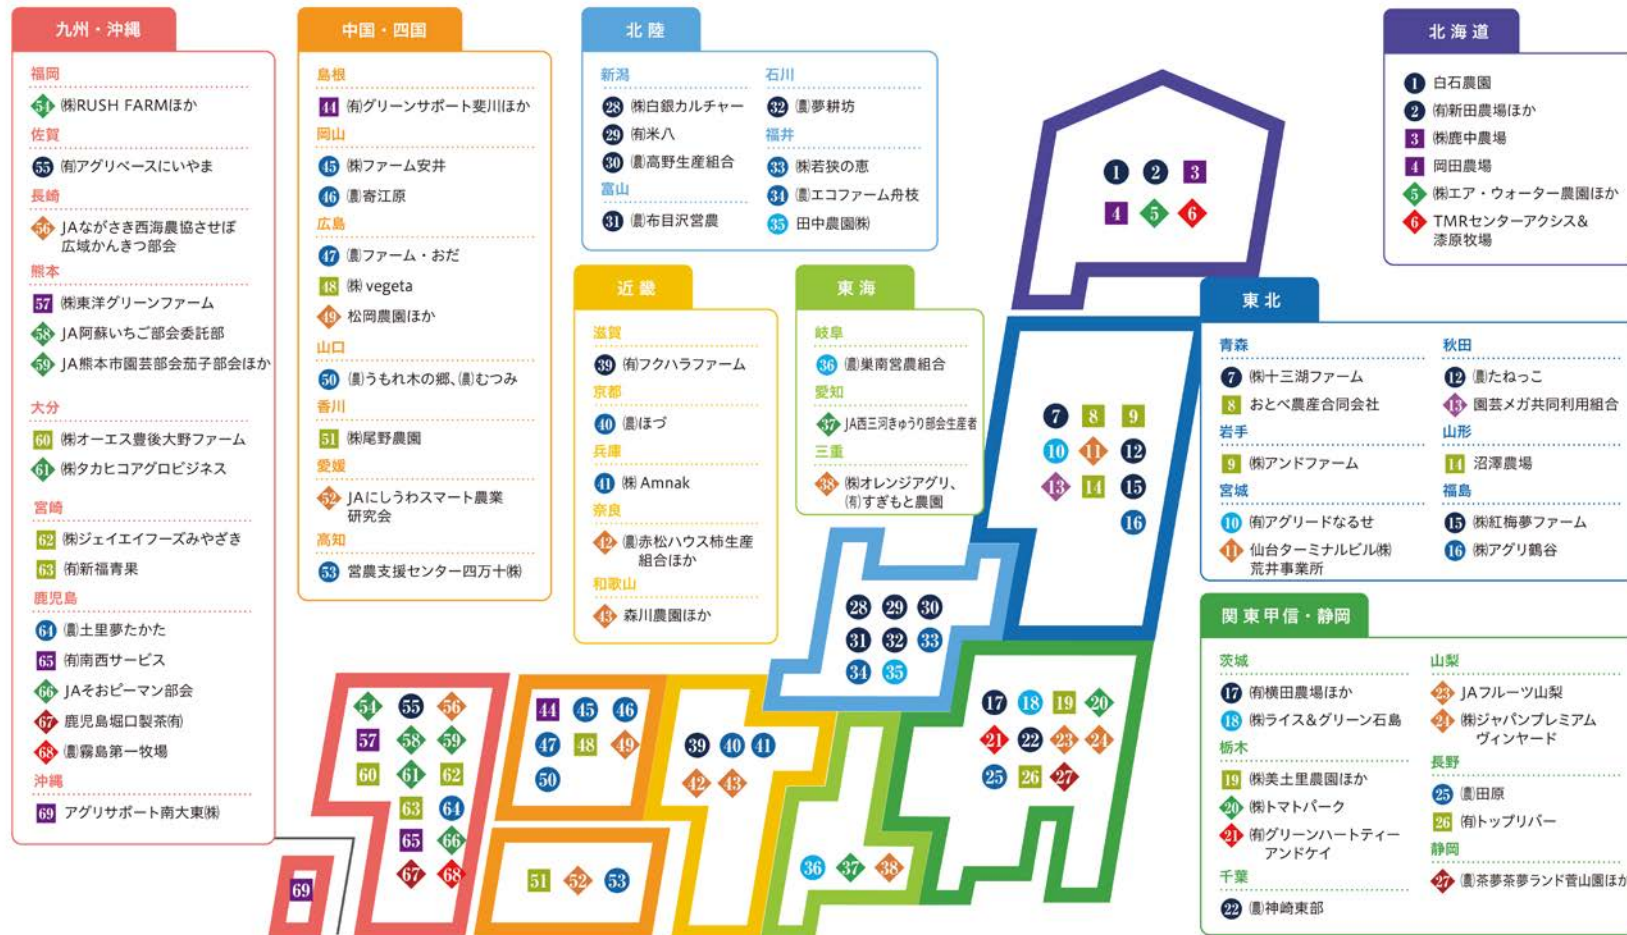 九州・沖縄
福岡
54 ㈱RUSH FARMほか
佐賀
55 ㈲アグリベースにいやま
長崎
56 JAながさき西海農協させぼ
広域かんきつ部会
熊本
57 ㈱東洋グリーンファーム
58 JA阿蘇いちご部会委託部
59 JA熊本市園芸部会茄子部会ほか
大分
60 ㈱オーエス豊後大野ファーム
61 ㈱タカヒコアグロビジネス
宮崎
62 ㈱ジェイエイフーズみやざき
63 ㈲新福青果
鹿児島
64 ㈸土里夢たかた
65 ㈲南西サービス
66 JAそおピーマン部会
67 鹿児島堀口製茶㈲
68 (農)霧島第一牧場
沖縄
69 アグリサポート南大東㈱
中国・四国
島根
44 ㈲グリーンサポート斐川ほか
岡山
45 ㈱ファーム安井
46 (農)寄江原
広島
47 (農)ファーム・おだ
48 ㈱ vegeta
49 松岡農園ほか
山口
50 (農)うもれ木の郷、(農)むつみ
香川
51 ㈱尾野農園
愛媛
52 JAにしうわスマート農業
研究会
高知
53 営農支援センター四万十㈱
北陸
新潟
28 ㈱白銀カルチャー
29 ㈲米八
30 (農)高野生産組合
富山
31 (農)布目沢営農
石川
32 (農)夢耕坊
福井
33 ㈱若狭の恵
34 (農)エコファーム舟枝
35 田中農園㈱
近畿
滋賀
39 ㈲フクハラファーム
京都
40 (農)ほづ
兵庫
41 ㈱ Amnak
奈良
42 (農)赤松ハウス柿生産
組合ほか
和歌山
43 森川農園ほか
東海
岐阜
36 (農)巣南営農組合
愛知
37 JA西三河きゅうり部会生産者
三重
38 ㈱オレンジアグリ、
㈲すぎもと農園
北海道
1 白石農園
2 ㈲新田農場ほか
3 ㈱鹿中農場
4 岡田農場
5 ㈱エア・ウォーター農園ほか
6 TMRセンターアクシス&
漆原牧場
東北
青森
7 ㈱十三湖ファーム
8 おとべ農産合同会社
岩手
9 ㈱アンドファーム
宮城
10 ㈲アグリードなるせ
11 仙台ターミナルビル㈱
荒井事業所
秋田
12 (農)たねっこ
13 園芸メガ共同利用組合
山形
14 沼澤農場
福島
15 ㈱紅梅夢ファーム
16 ㈱アグリ鶴谷
関東甲信・静岡
茨城
17 ㈲横田農場ほか
18 ㈱ライス&グリーン石島
栃木
19 ㈱美土里農園ほか
20 ㈱トマトパーク
21 ㈲グリーンハートティー
アンドケイ
千葉
22 (農)神崎東部
山梨
23 JAフルーツ山梨
24 ㈱ジャパンプレミアム
ヴィンヤード
長野
25 (農)田原
26 ㈲トップリバー
静岡
27 (農)茶夢茶夢ランド菅山園ほか
1 2 3
4 5 6
7 8 9
10 11 12
13 14 15
16
28 29 30
31 32 33
34 35
17 18 19 20
21 22 23 24
25 26 27
36 37 38
39 40 41
42 43
44 45 46
47 48 49
50
51 52 53
54 55 56
57 58 59
60 61 62
63 64
65 66
67 68
69